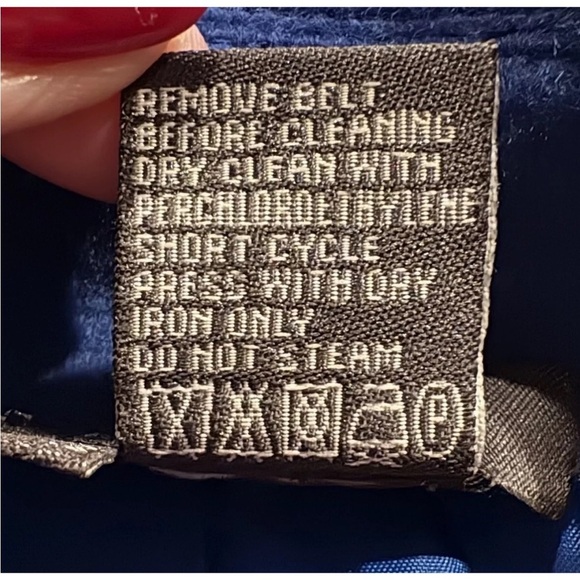 REMOVE BELT
BEFORE CLEANING
DRY CLEAN WITH
PERCHLOROETHYLENE
SHORT CYCLE
PRESS WITH DRY
IRON ONLY
DO NOT STEAM
P